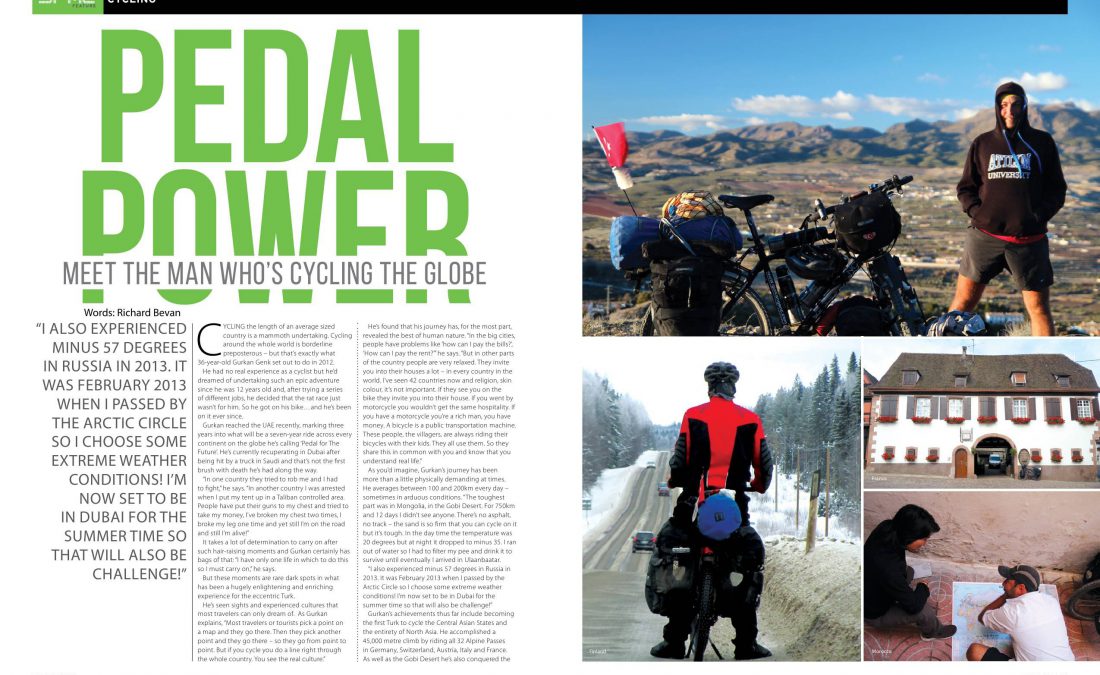 FEATURE
CYCLING
PEDAL
POWER
MEET THE MAN WHO'S CYCLING THE GLOBE
Words: Richard Bevan
"I ALSO EXPERIENCED
MINUS 57 DEGREES
IN RUSSIA IN 2013. IT
WAS FEBRUARY 2013
WHEN I PASSED BY
THE ARCTIC CIRCLE
SO I CHOOSE SOME
EXTREME WEATHER
CONDITIONS! I'M
NOW SET TO BE
IN DUBAI FOR THE
SUMMER TIME SO
THAT WILL ALSO BE
CHALLENGE!"
CYCLING the length of an average sized
country is a mammoth undertaking. Cycling
around the whole world is borderline
preposterous – but that's exactly what
36-year-old Gurkan Genk set out to do in 2012.
He had no real experience as a cyclist but he'd
dreamed of undertaking such an epic adventure
since he was 12 years old and, after trying a series
of different jobs, he decided that the rat race just
wasn't for him. So he got on his bike…and he's been
on it ever since.
Gurkan reached the UAE recently, marking three
years into what will be a seven-year ride across every
continent on the globe he's calling 'Pedal for The
Future'. He's currently recuperating in Dubai after
being hit by a truck in Saudi and that's not the first
brush with death he's had along the way.
"In one country they tried to rob me and I had
to fight," he says. "In another country I was arrested
when I put my tent up in a Taliban controlled area.
People have put their guns to my chest and tried to
take my money, I've broken my chest two times, I
broke my leg one time and yet still I'm on the road
and still I'm alive!"
It takes a lot of determination to carry on after
such hair-raising moments and Gurkan certainly has
bags of that: "I have only one life in which to do this
so I must carry on," he says.
But these moments are rare dark spots in what
has been a hugely enlightening and enriching
experience for the eccentric Turk.
He's seen sights and experienced cultures that
most travelers can only dream of. As Gurkan
explains, "Most travelers or tourists pick a point on
a map and they go there. Then they pick another
point and they go there – so they go from point to
point. But if you cycle you do a line right through
the whole country. You see the real culture."
He's found that his journey has, for the most part,
revealed the best of human nature. "In the big cities,
people have problems like 'how can I pay the bills?',
'How can I pay the rent?'" he says. "But in other parts
of the country people are very relaxed. They invite
you into their houses a lot – in every country in the
world, I've seen 42 countries now and religion, skin
colour, it's not important. If they see you on the
bike they invite you into their house. If you went by
motorcycle you wouldn't get the same hospitality. If
you have a motorcycle you're a rich man, you have
money. A bicycle is a public transportation machine.
These people, the villagers, are always riding their
bicycles with their kids. They all use them. So they
share this in common with you and know that you
understand real life."
As you'd imagine, Gurkan's journey has been
more than a little physically demanding at times.
He averages between 100 and 200km every day –
sometimes in arduous conditions. "The toughest
part was in Mongolia, in the Gobi Desert. For 750km
and 12 days I didn't see anyone. There's no asphalt,
no track – the sand is so firm that you can cycle on it
but it's tough. In the day time the temperature was
20 degrees but at night it dropped to minus 35. I ran
out of water so I had to filter my pee and drink it to
survive until eventually I arrived in Ulaanbaatar.
"I also experienced minus 57 degrees in Russia in
2013. It was February 2013 when I passed by the
Arctic Circle so I choose some extreme weather
conditions! I'm now set to be in Dubai for the
summer time so that will also be challenge!"
Gurkan's achievements thus far include becoming
the first Turk to cycle the Central Asian States and
the entirety of North Asia. He accomplished a
45,000 metre climb by riding all 32 Alpine Passes
in Germany, Switzerland, Austria, Italy and France.
As well as the Gobi Desert he's also conquered the
ATILIM
UNIVERSITY
France
Finland
Morocco